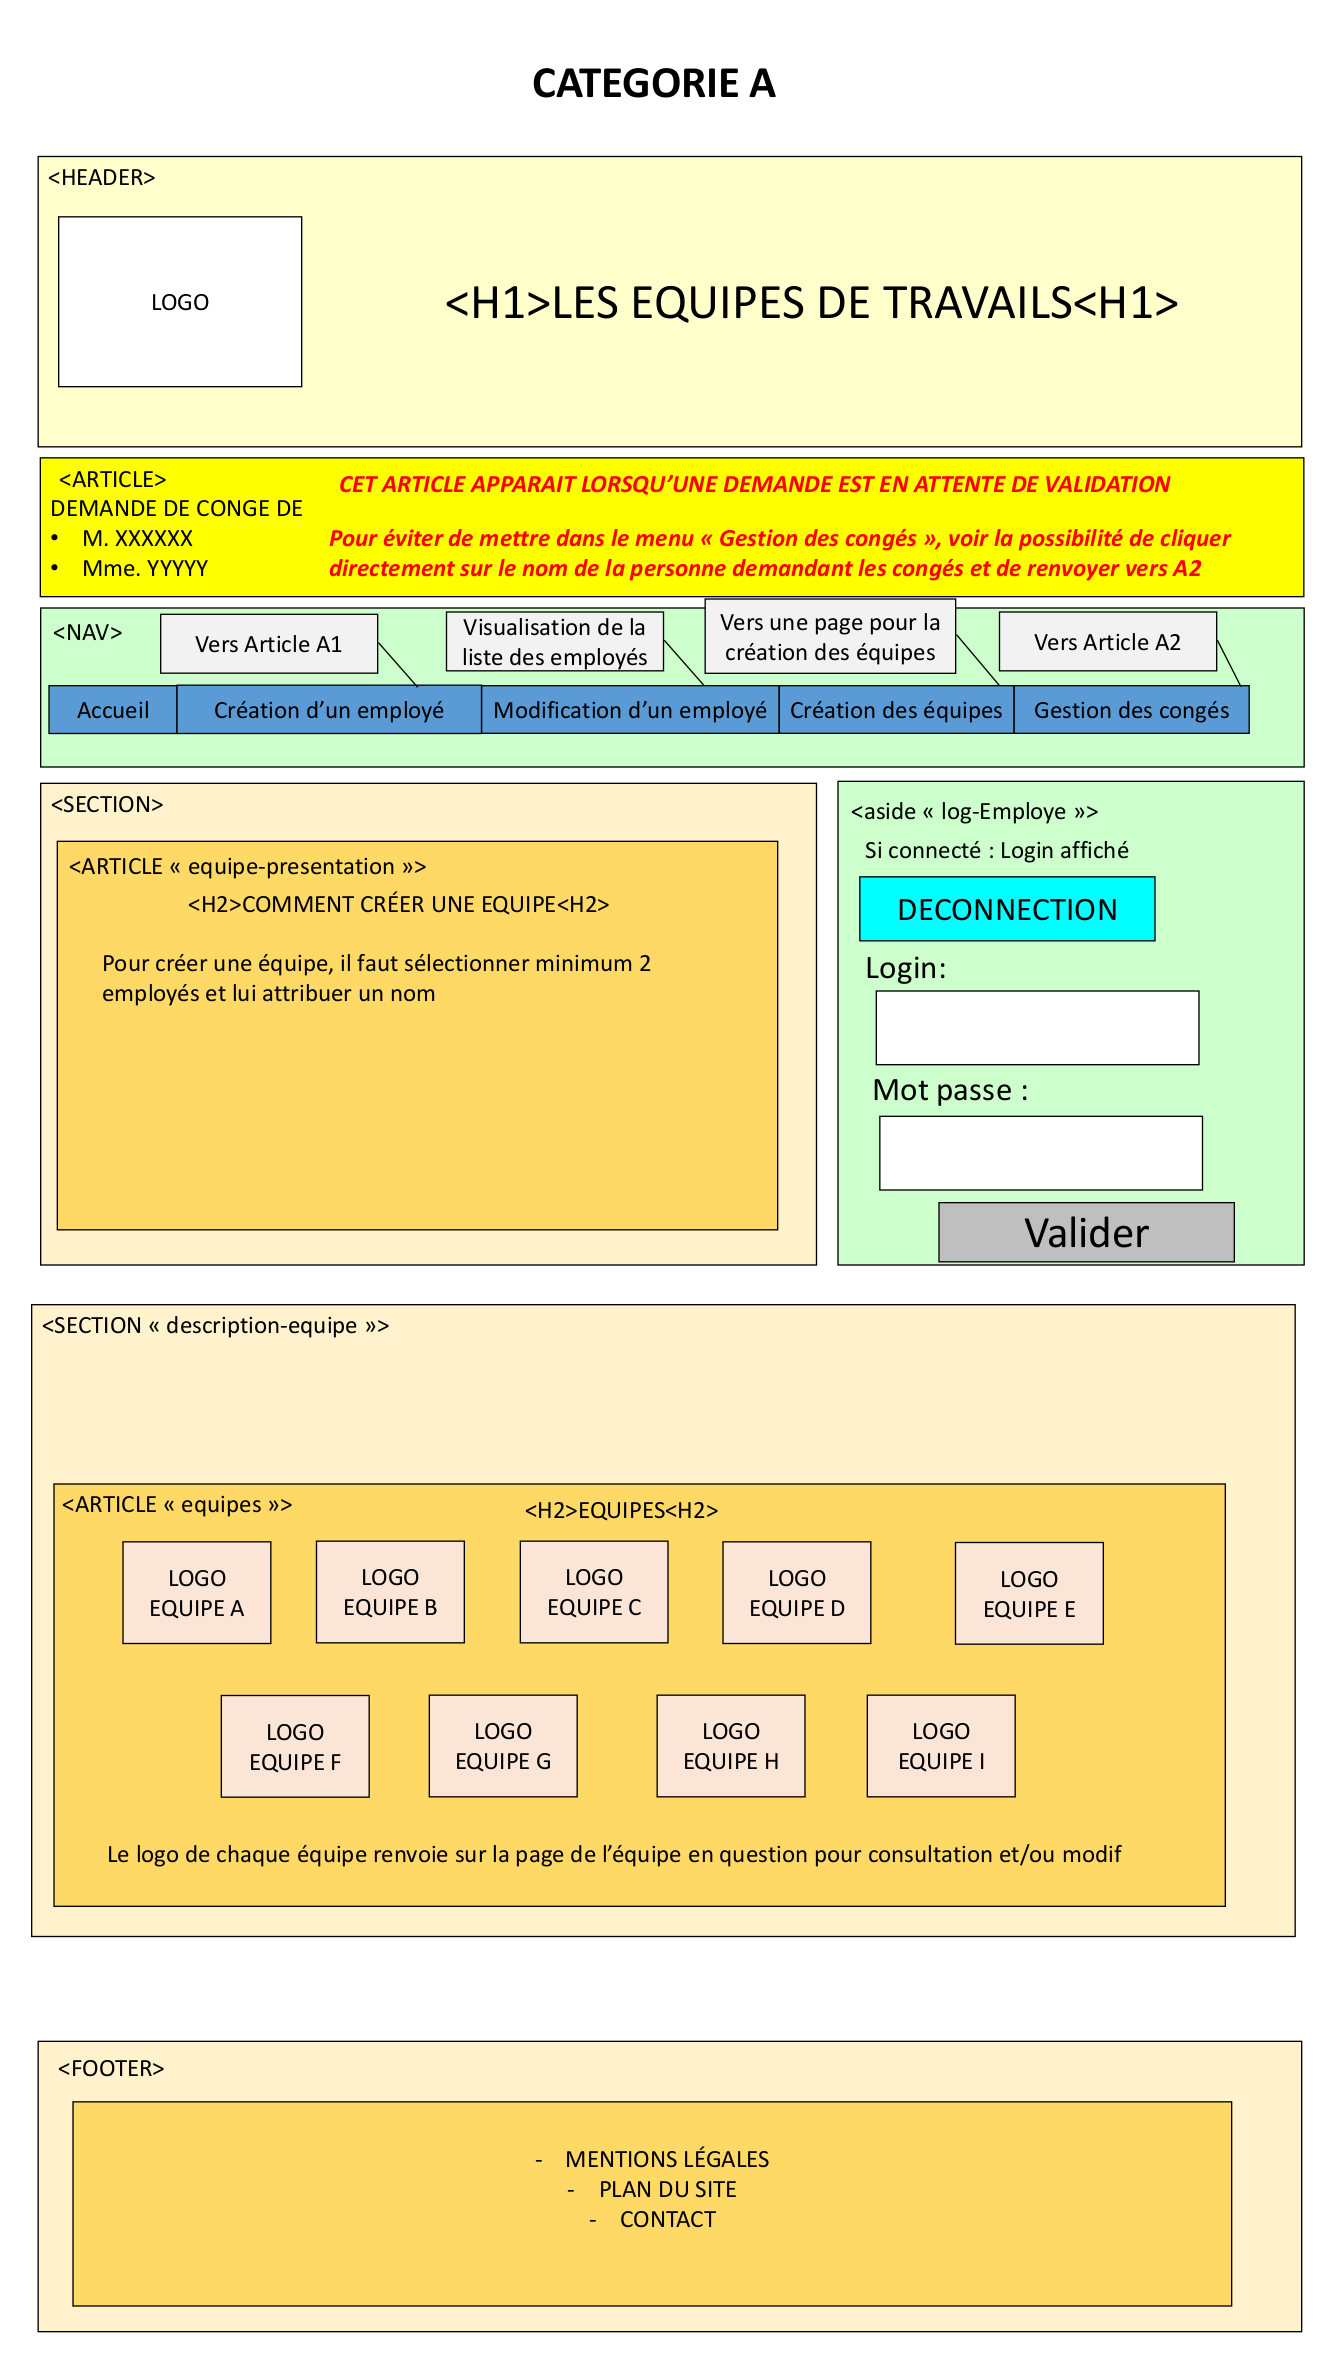 CATEGORIE A
<HEADER>
LOGO
<H1>LES EQUIPES DE TRAVAILS<H1>
<ARTICLE>
CET ARTICLE APPARAIT LORSQU’UNE DEMANDE EST EN ATTENTE DE VALIDATION
DEMANDE DE CONGE DE
• M. XXXXXX
• Mme. YYYYY
Pour éviter de mettre dans le menu « Gestion des congés », voir la possibilité de cliquer
directement sur le nom de la personne demandant les congés et de renvoyer vers A2
<NAV>
Vers Article A1
Visualisation de la
liste des employés
Vers une page pour la
création des équipes
Vers Article A2
Accueil
Création d’un employé
Modification d’un employé
Création des équipes
Gestion des congés
<SECTION>
<ARTICLE « equipe-presentation »>
<H2>COMMENT CRÉER UNE EQUIPE<H2>
Pour créer une équipe, il faut sélectionner minimum 2
employés et lui attribuer un nom
<aside « log-Employe »>
Si connecté : Login affiché
DECONNECTION
Login:
Mot passe :
Valider
<SECTION « description-equipe »>
<ARTICLE « equipes »>
<H2>EQUIPES<H2>
LOGO
EQUIPE A
LOGO
EQUIPE B
LOGO
EQUIPE C
LOGO
EQUIPE D
LOGO
EQUIPE E
LOGO
EQUIPE F
LOGO
EQUIPE G
LOGO
EQUIPE H
LOGO
EQUIPE I
Le logo de chaque équipe renvoie sur la page de l’équipe en question pour consultation et/ou modif
<FOOTER>
- MENTIONS LÉGALES
- PLAN DU SITE
- CONTACT